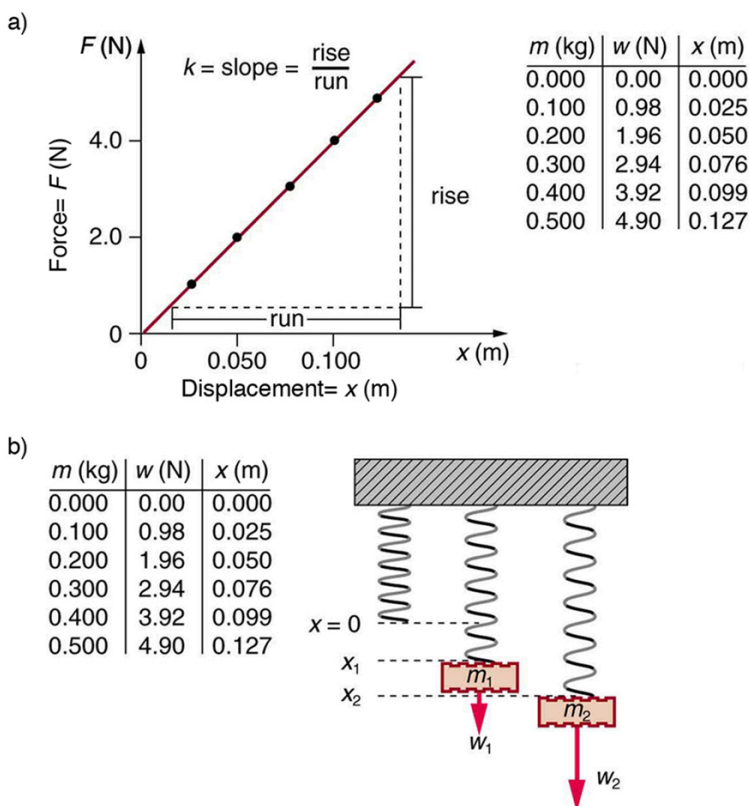 a)
F (N)
k = slope = rise
run
Force= F (N)
4.0
2.0
0
rise
run
0 0.050 0.100
x (m)
Displacement= x (m)
m (kg) w (N) x (m)
0.000 0.00 0.000
0.100 0.98 0.025
0.200 1.96 0.050
0.300 2.94 0.076
0.400 3.92 0.099
0.500 4.90 0.127
b)
m (kg) w (N) x (m)
0.000 0.00 0.000
0.100 0.98 0.025
0.200 1.96 0.050
0.300 2.94 0.076
0.400 3.92 0.099
0.500 4.90 0.127
x = 0
x₁
x₂
m₁
m₂
w₁
w₂